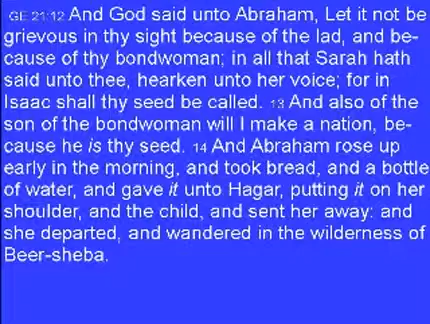 GE 21:12 And God said unto Abraham, Let it not be
grievous in thy sight because of the lad, and be-
cause of thy bondwoman; in all that Sarah hath
said unto thee, hearken unto her voice; for in
Isaac shall thy seed be called. 13 And also of the
son of the bondwoman will I make a nation, be-
cause he is thy seed. 14 And Abraham rose up
early in the morning, and took bread, and a bottle
of water, and gave it unto Hagar, putting it on her
shoulder, and the child, and sent her away: and
she departed, and wandered in the wilderness of
Beer-sheba.